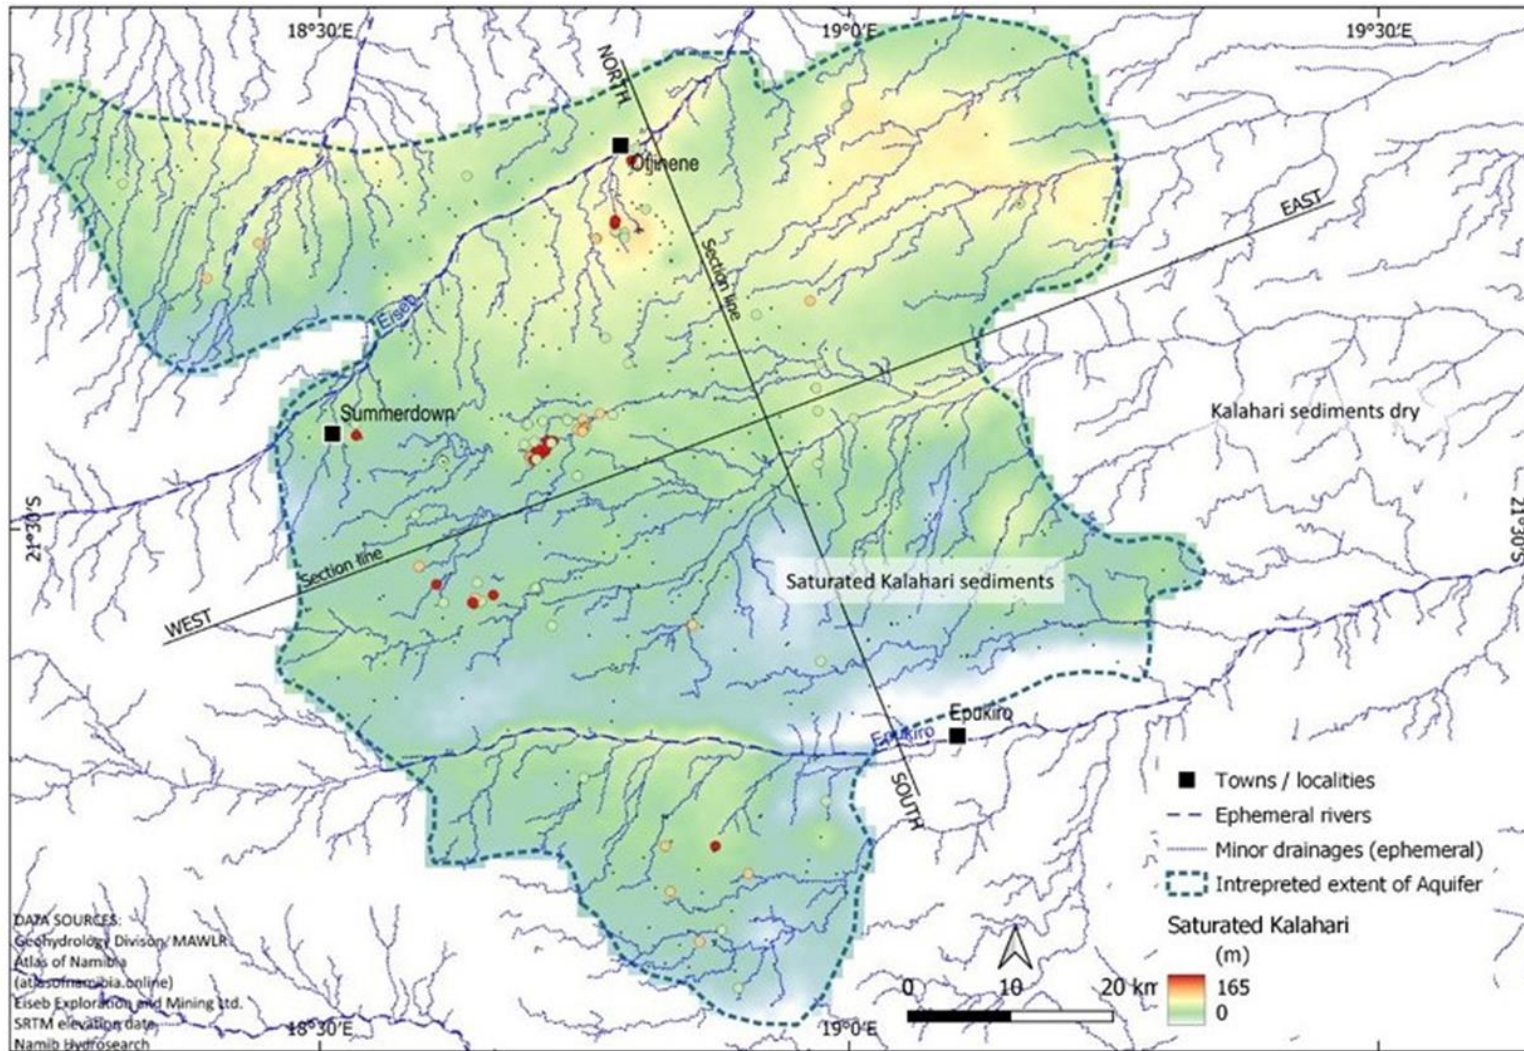 18°30'E
19°0'E
19°30'E
NORTH
Otjinene
EAST
Section line
Eiseb
Summerdown
Kalahari sediments dry
21°30'S
21°30'S
Section line
Saturated Kalahari sediments
WEST
Epukiro
Epukiro
SOUTH
Towns / localities
Ephemeral rivers
Minor drainages (ephemeral)
Intrepreted extent of Aquifer
Saturated Kalahari
(m)
165
0
DATA SOURCES:
Geohydrology Divison/MAWLR
Atlas of Namibia
(atlasofnamibia.online)
Eiseb Exploration and Mining Ltd.
SRTM elevation date
Namib Hydrosearch
0 10 20 km
18°30'E
19°0'E